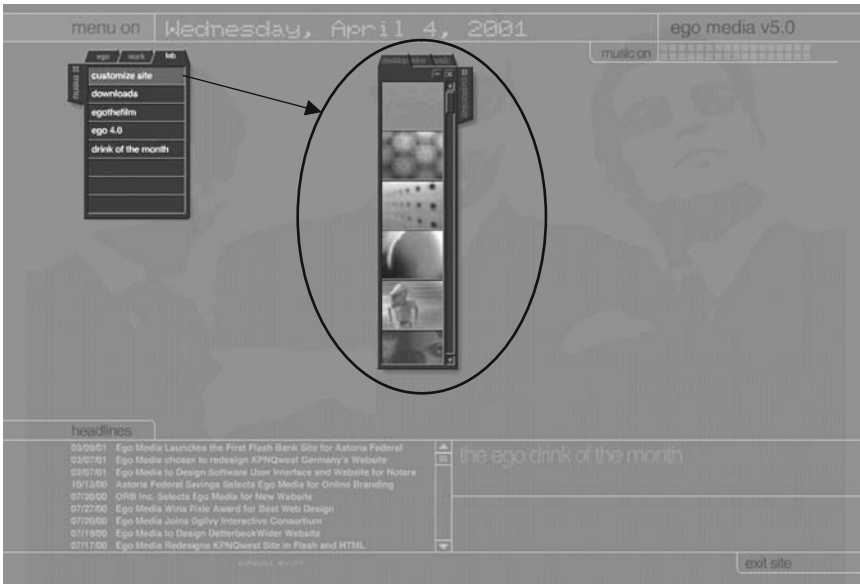 menu on
Wednesday, April 4, 2001
ego media v5.0
music on
ego work lab
menu
customize site
downloads
egothefilm
ego 4.0
drink of the month
desktop
headlines
03/09/01 Ego Media Launches the First Flash Bank Site for Astoria Federal
03/07/01 Ego Media chosen to redesign KPNQwest Germany's Website
02/07/01 Ego Media to Design Software User Interface and Website for Notara
10/13/00 Astoria Federal Savings Selects Ego Media for Online Branding
07/30/00 ORB Inc. Selects Ego Media for New Website
07/27/00 Ego Media Wins Pixie Award for Best Web Design
07/20/00 Ego Media Joins Ogilvy Interactive Consortium
07/19/00 Ego Media to Design DetterbeckWider Website
07/17/00 Ego Media Redesigns KPNQwest Site in Flash and HTML
the ego drink of the month
exit site